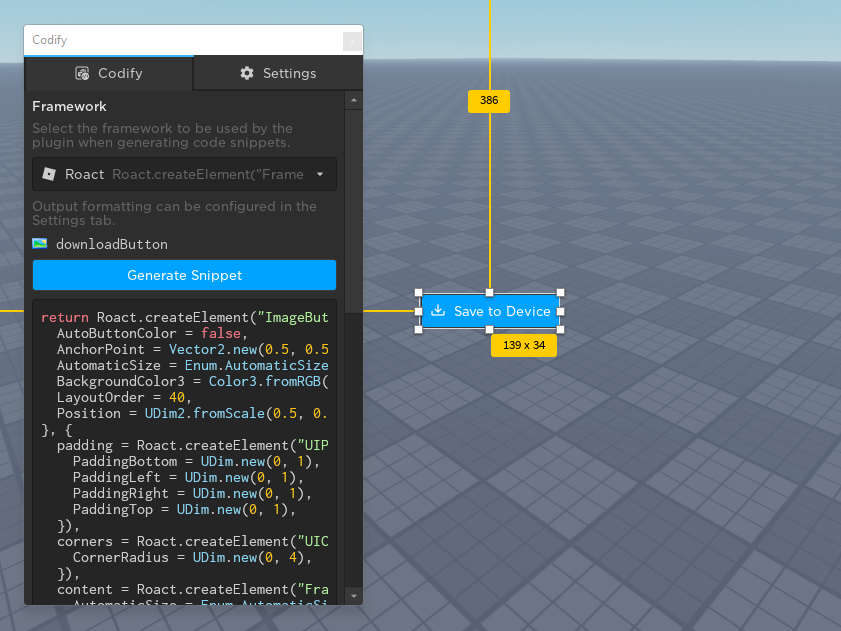 Codify
Codify
Settings
Framework
Select the framework to be used by the
plugin when generating code snippets.
Roact Roact.createElement("Frame
Output formatting can be configured in the
Settings tab.
downloadButton
Generate Snippet
return Roact.createElement("ImageBut
AutoButtonColor = false,
AnchorPoint = Vector2.new(0.5, 0.5
AutomaticSize = Enum.AutomaticSize
BackgroundColor3 = Color3.fromRGB(
LayoutOrder = 40,
Position = UDim2.fromScale(0.5, 0.
}, {
padding = Roact.createElement("UIP
PaddingBottom = UDim.new(0, 1),
PaddingLeft = UDim.new(0, 1),
PaddingRight = UDim.new(0, 1),
PaddingTop = UDim.new(0, 1),
}),
corners = Roact.createElement("UIC
CornerRadius = UDim.new(0, 4),
}),
content = Roact.createElement("Fra
AutomaticSize = Enum.AutomaticSi
386
Save to Device
139 x 34